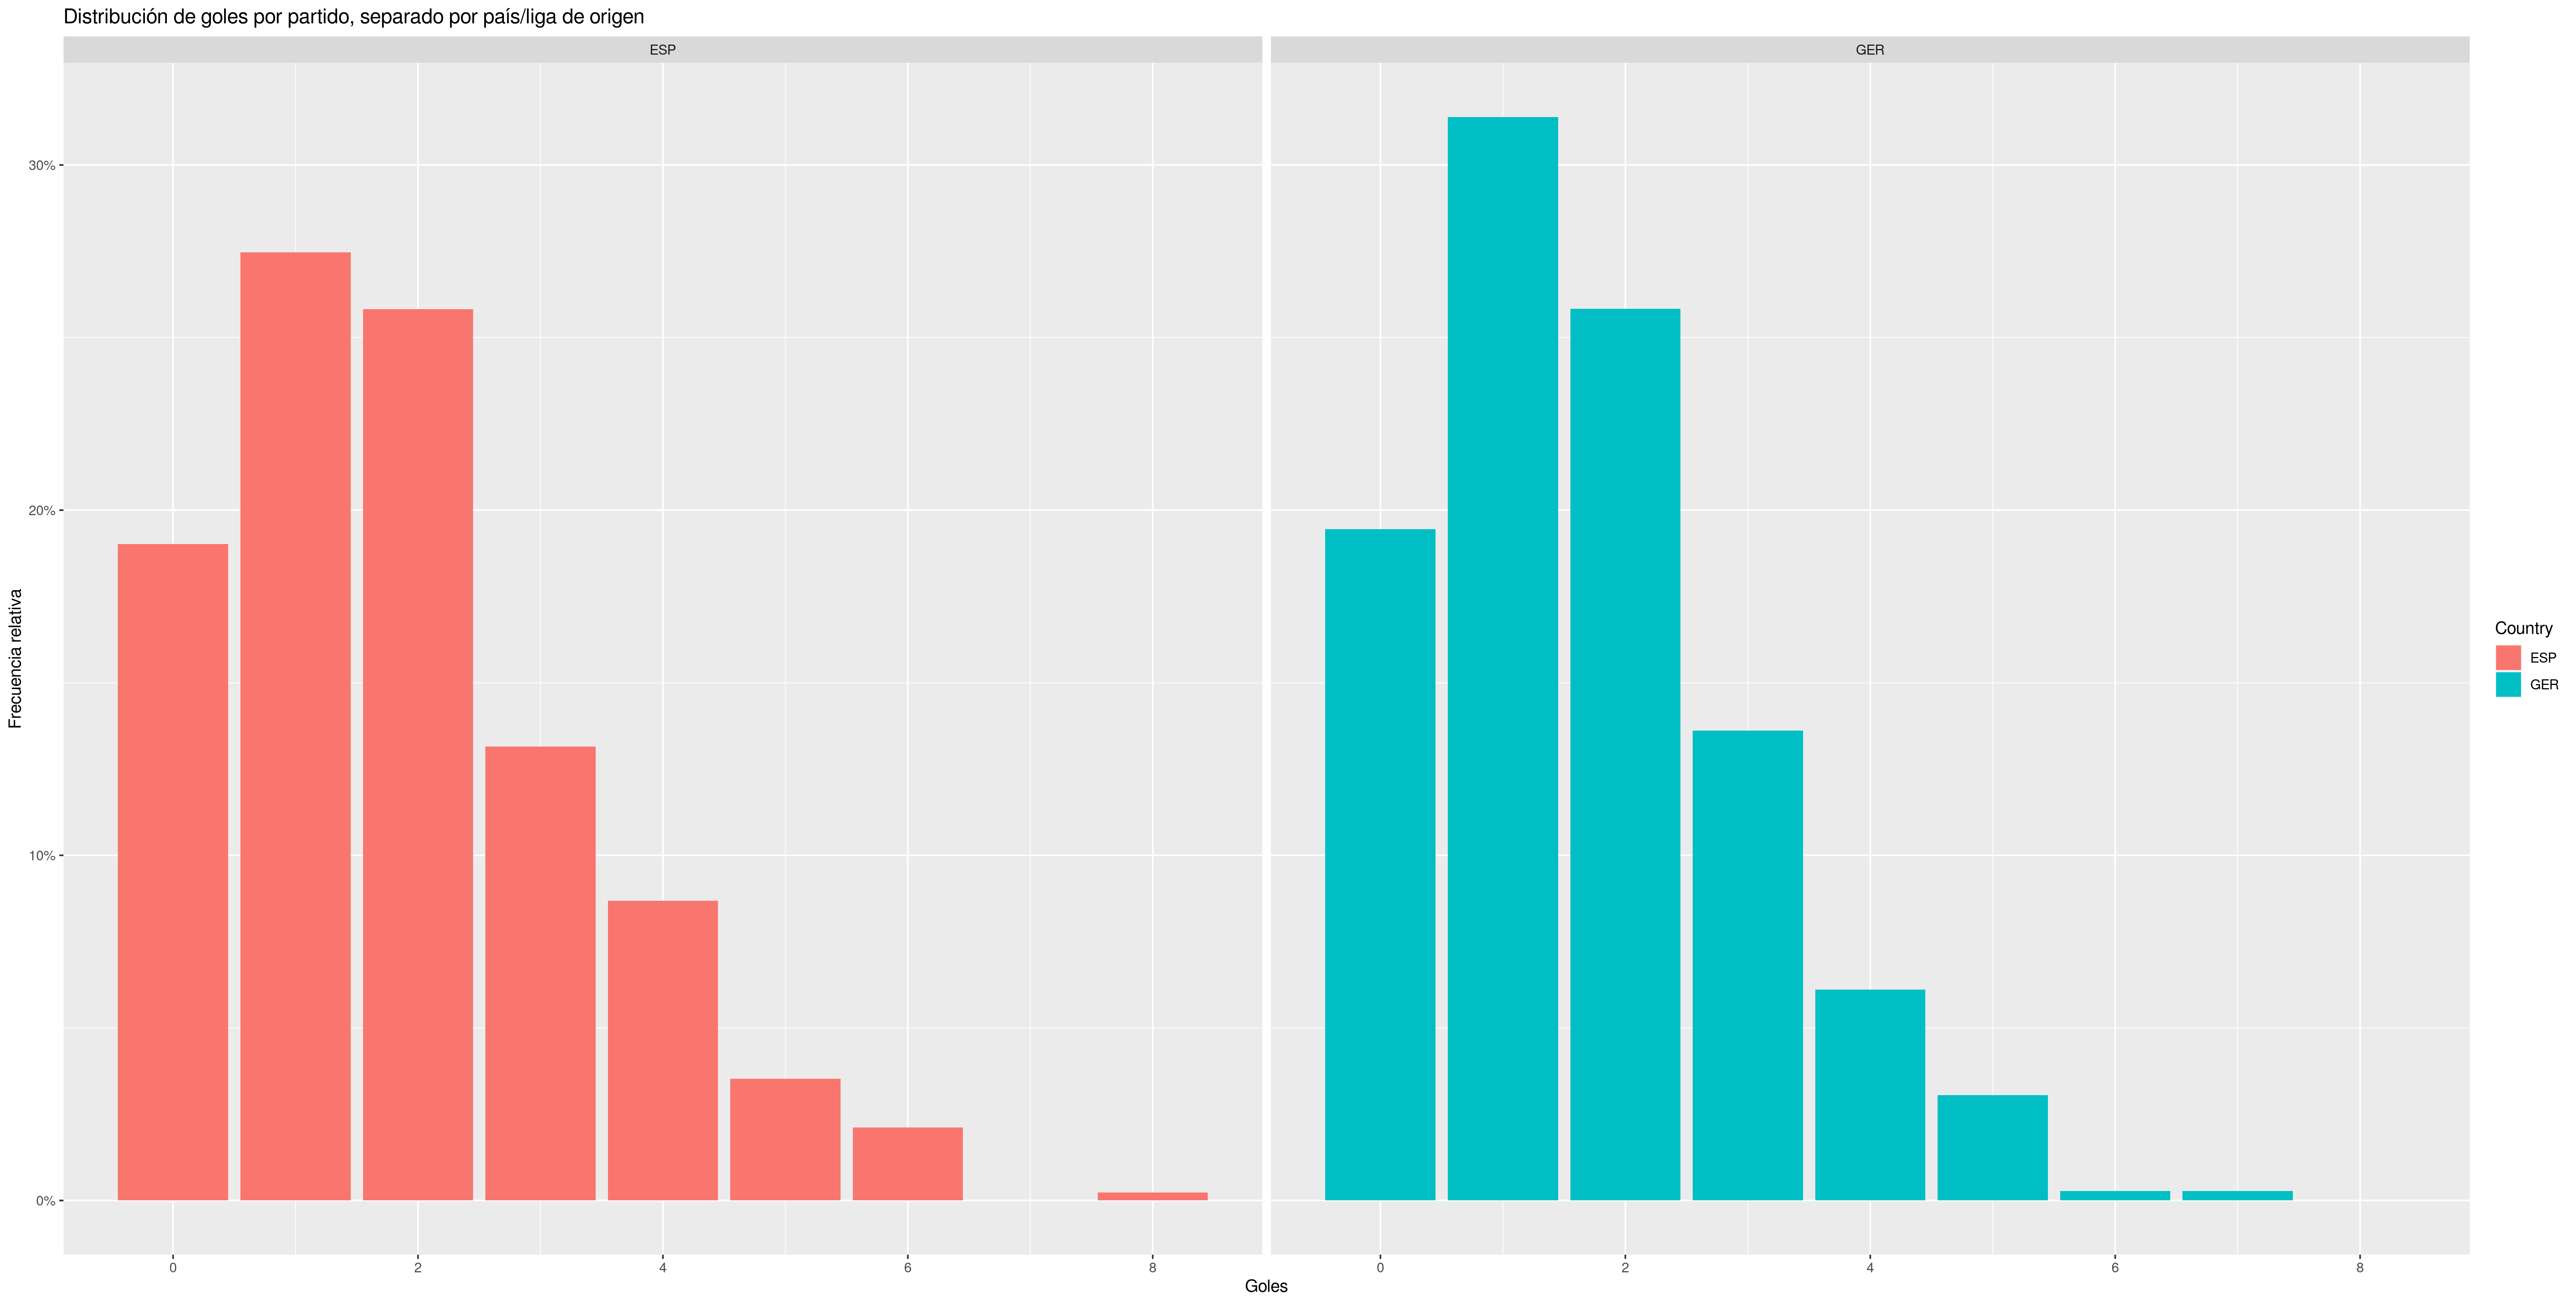 Distribución de goles por partido, separado por país/liga de origen
ESP
GER
Frecuencia relativa
30%
20%
10%
0%
0 2 4 6 8
0 2 4 6 8
Goles
Country
ESP
GER